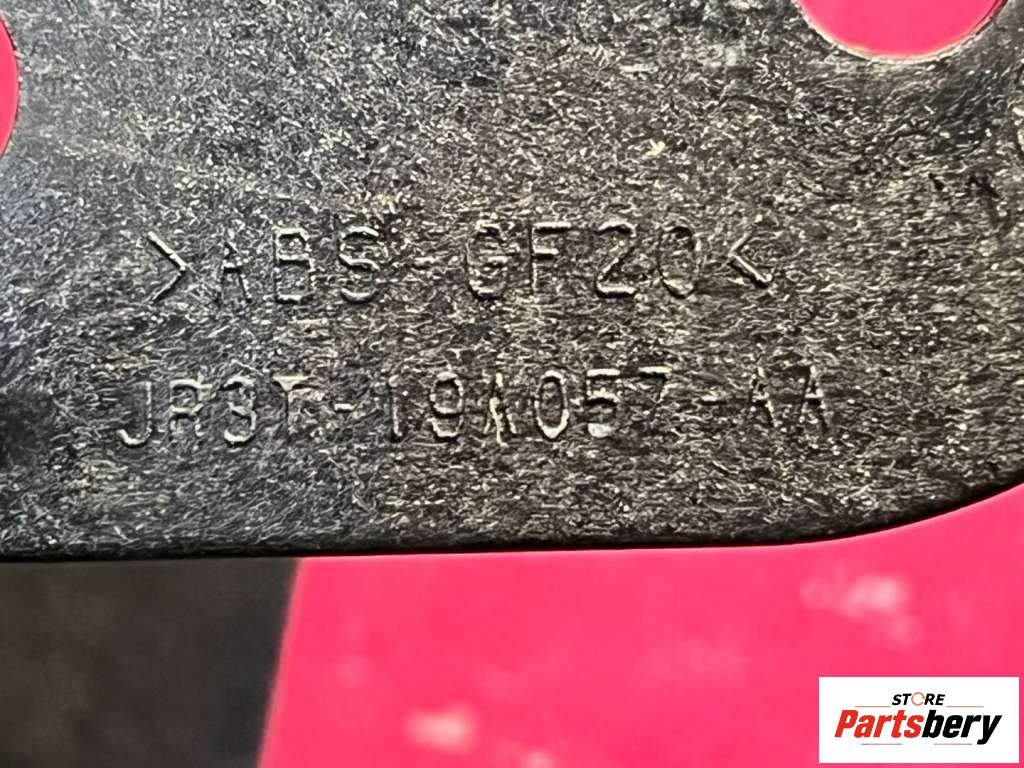 >ABS-GF20<
JR3T-19A057-AA
STORE
Partsbery